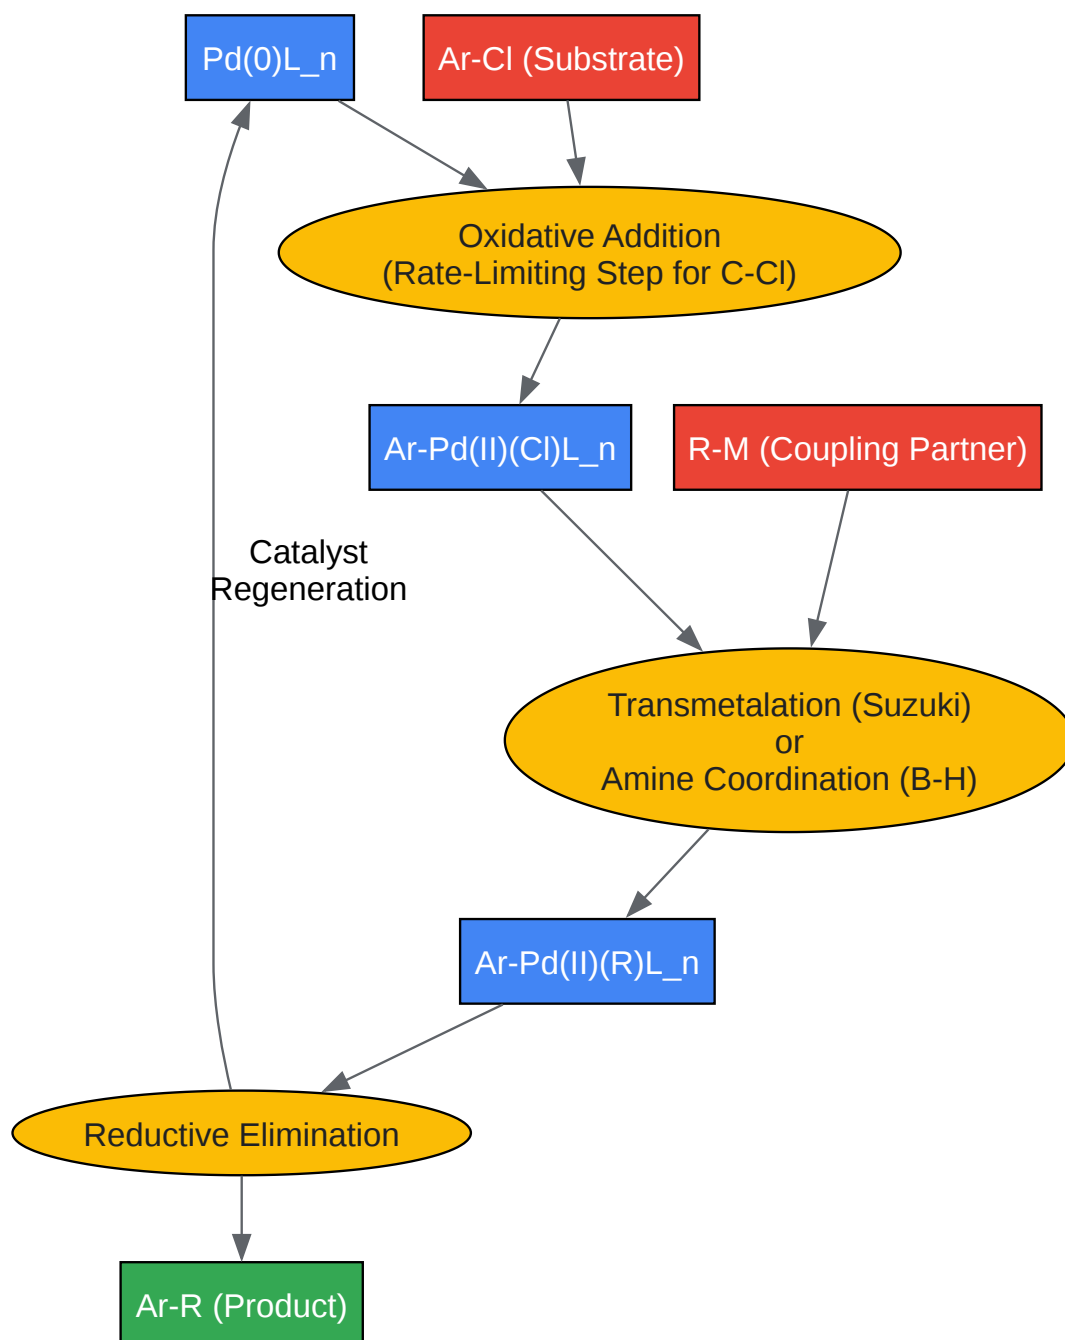 Pd(0)L_n
Ar-Cl (Substrate)
Oxidative Addition
(Rate-Limiting Step for C-Cl)
Ar-Pd(II)(Cl)L_n
R-M (Coupling Partner)
Catalyst
Regeneration
Transmetalation (Suzuki)
or
Amine Coordination (B-H)
Ar-Pd(II)(R)L_n
Reductive Elimination
Ar-R (Product)